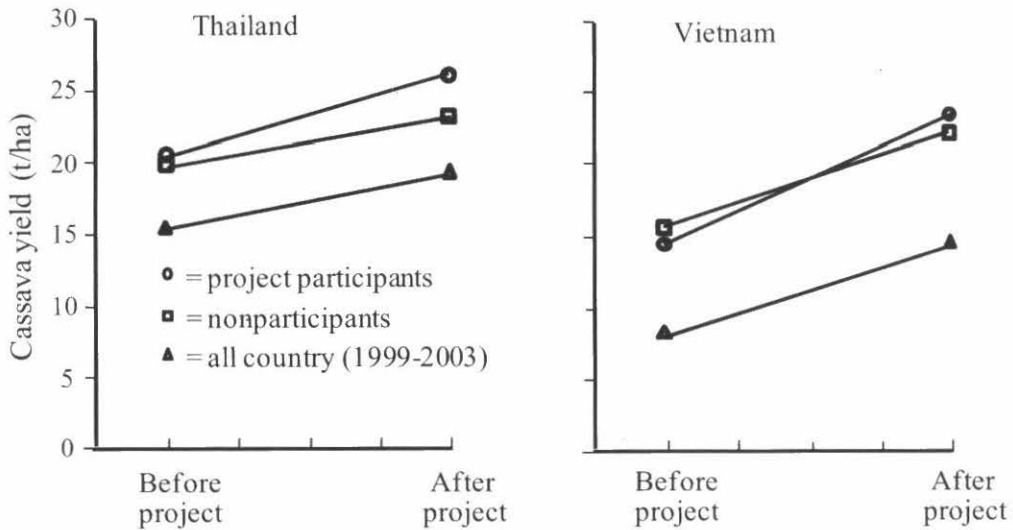 Thailand
Vietnam
Cassava yield (t/ha)
30
25
20
15
10
5
0
= project participants
= nonparticipants
= all country (1999-2003)
Before
project
After
project
Before
project
After
project